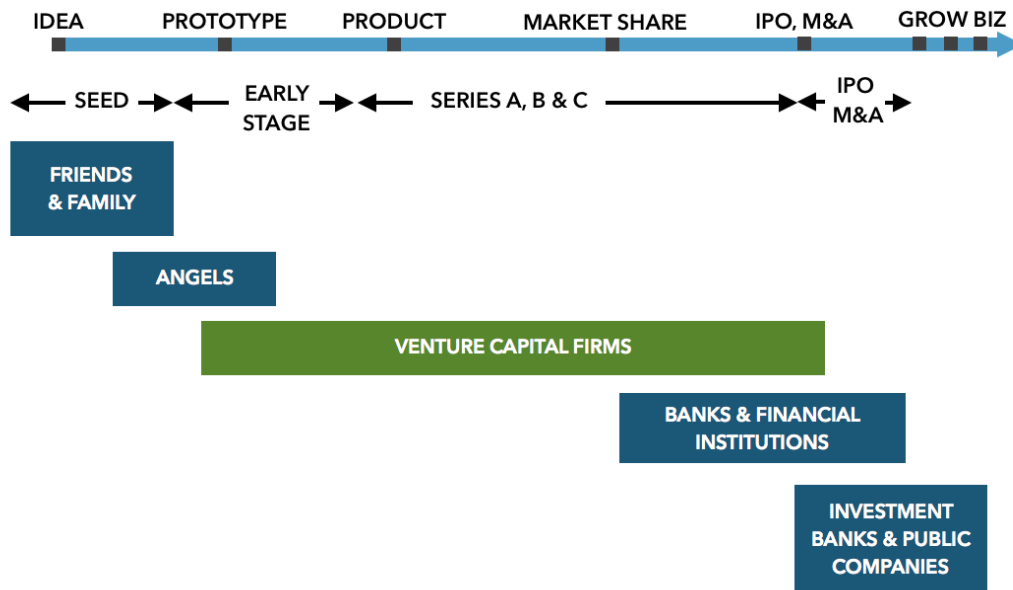 IDEA
PROTOTYPE
PRODUCT
MARKET SHARE
IPO, M&A
GROW BIZ
SEED
EARLY
STAGE
SERIES A, B & C
IPO
M&A
FRIENDS
& FAMILY
ANGELS
VENTURE CAPITAL FIRMS
BANKS & FINANCIAL
INSTITUTIONS
INVESTMENT
BANKS & PUBLIC
COMPANIES